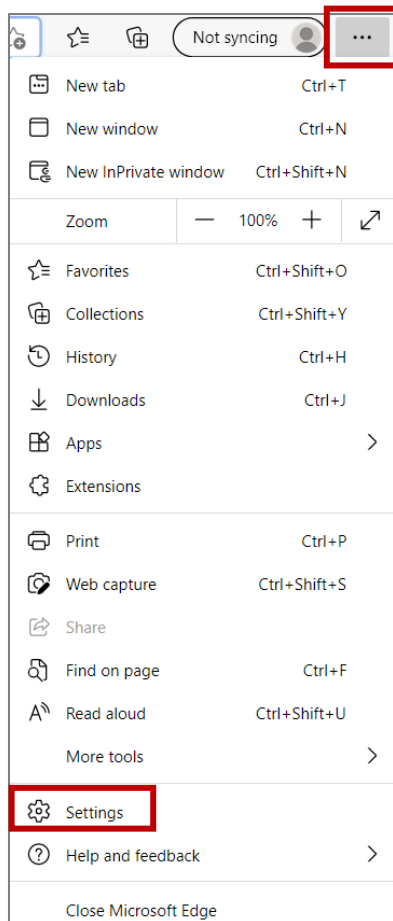 Not syncing
New tab Ctrl+T
New window Ctrl+N
New InPrivate window Ctrl+Shift+N
Zoom 100%
Favorites Ctrl+Shift+O
Collections Ctrl+Shift+Y
History Ctrl+H
Downloads Ctrl+J
Apps
Extensions
Print Ctrl+P
Web capture Ctrl+Shift+S
Share
Find on page Ctrl+F
Read aloud Ctrl+Shift+U
More tools
Settings
Help and feedback
Close Microsoft Edge